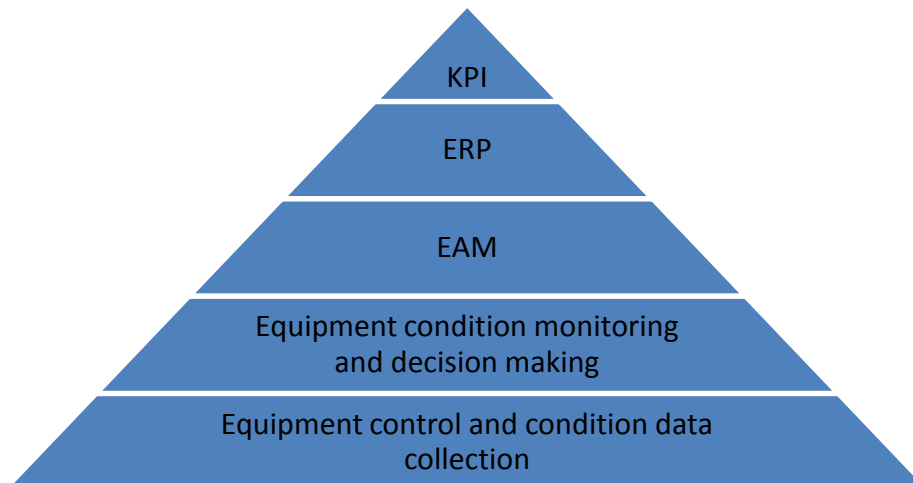 KPI
ERP
EAM
Equipment condition monitoring
and decision making
Equipment control and condition data
collection